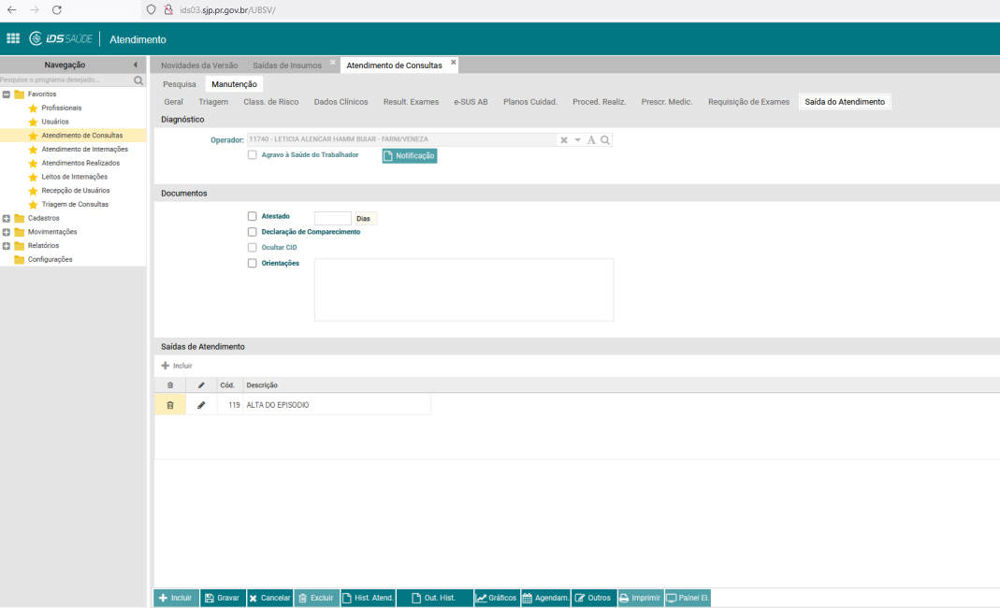 ids03.sjp.pr.gov.br/UBSV/
iDS SAÚDE Atendimento
Navegação
Pesquise o programa desejado...
Favoritos
Profissionais
Usuários
Atendimento de Consultas
Atendimento de Internações
Atendimentos Realizados
Leitos de Internações
Recepção de Usuários
Triagem de Consultas
Cadastros
Movimentações
Relatórios
Configurações
Novidades da Versão Saídas de Insumos Atendimento de Consultas
Pesquisa Manutenção
Geral Triagem Class. de Risco Dados Clínicos Result. Exames e-SUS AB Planos Cuidad. Proced. Realiz. Prescr. Medic. Requisição de Exames Saída do Atendimento
Diagnóstico
Operador: 11740 - LETICIA ALENCAR HAMM BUIAR - FARM/VENEZA
Agravo à Saúde do Trabalhador Notificação
Documentos
Atestado Dias
Declaração de Comparecimento
Ocultar CID
Orientações
Saídas de Atendimento
Incluir
Cód. Descrição
119 ALTA DO EPISODIO
Incluir Gravar Cancelar Excluir Hist. Atend. Out. Hist. Gráficos Agendam. Outros Imprimir Painel El.